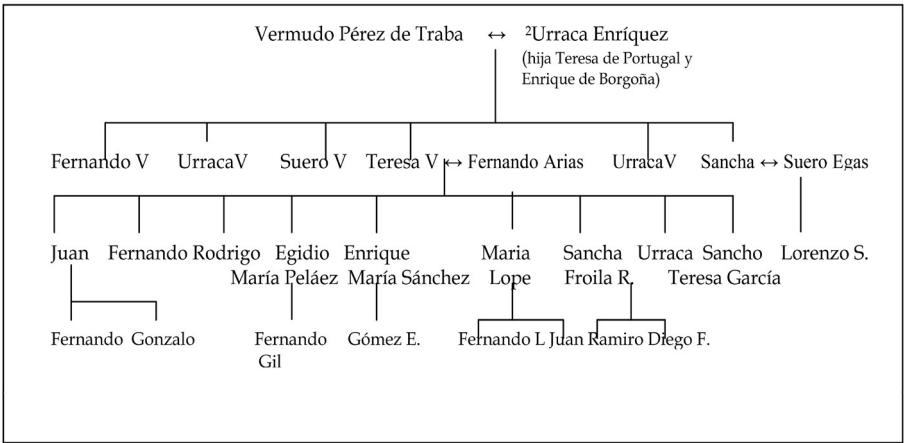 Vermudo Pérez de Traba ↔ ²Urraca Enríquez
(hija Teresa de Portugal y
Enrique de Borgoña)
Fernando V UrracaV Suero V Teresa V ↔ Fernando Arias UrracaV Sancha ↔ Suero Egas
Juan Fernando Rodrigo Egidio Enrique Maria Sancha Urraca Sancho Lorenzo S.
María Peláez María Sánchez Lope Froila R. Teresa García
Fernando Gonzalo Fernando Gómez E. Fernando L Juan Ramiro Diego F.
Gil